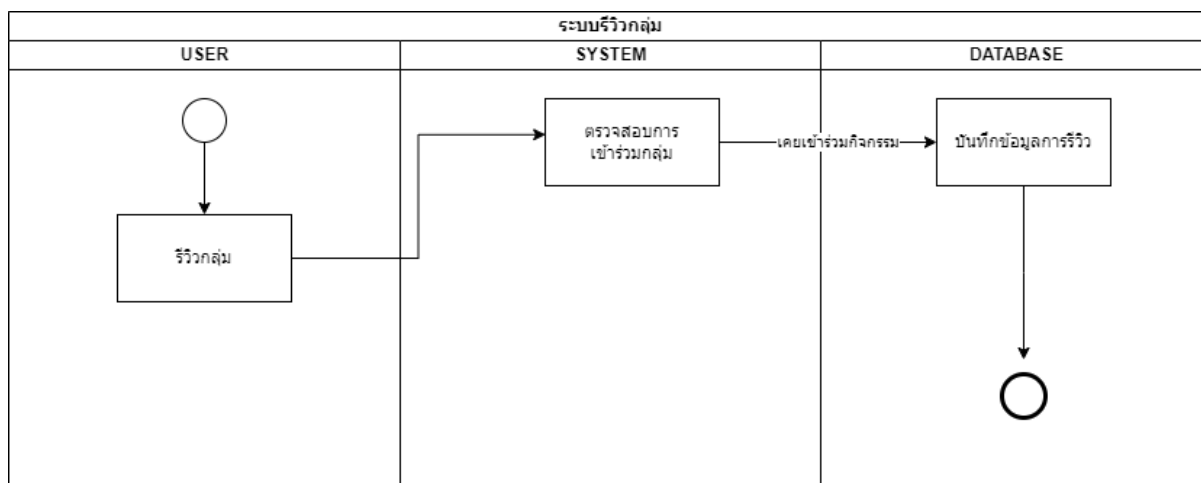 ระบบรีวิวกลุ่ม
USER
SYSTEM
DATABASE
ตรวจสอบการ
เข้าร่วมกลุ่ม
เคยเข้าร่วมกิจกรรม
บันทึกข้อมูลการรีวิว
รีวิวกลุ่ม